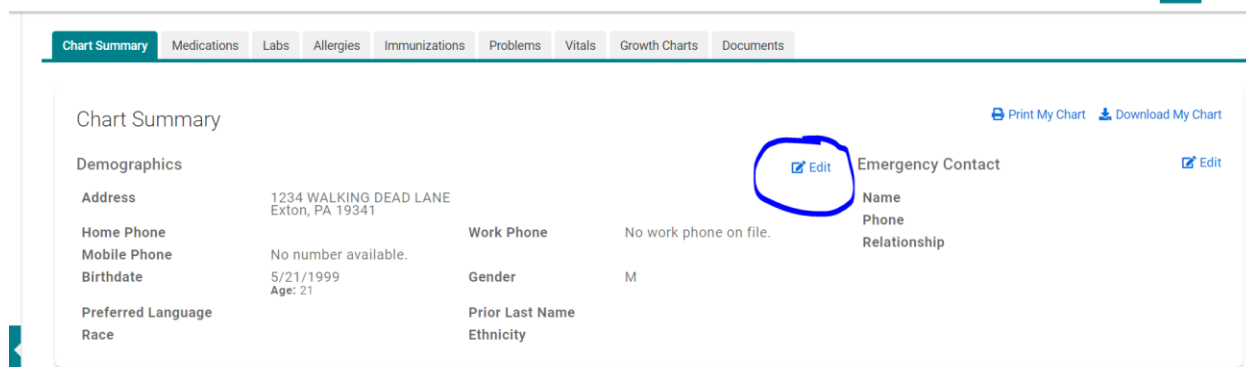 Chart Summary Medications Labs Allergies Immunizations Problems Vitals Growth Charts Documents
Chart Summary
Print My Chart Download My Chart
Demographics
Edit
Emergency Contact
Edit
Address 1234 WALKING DEAD LANE
Exton, PA 19341
Name
Phone
Relationship
Home Phone Work Phone No work phone on file.
Mobile Phone No number available.
Birthdate 5/21/1999 Gender M
Age: 21
Preferred Language Prior Last Name
Race Ethnicity